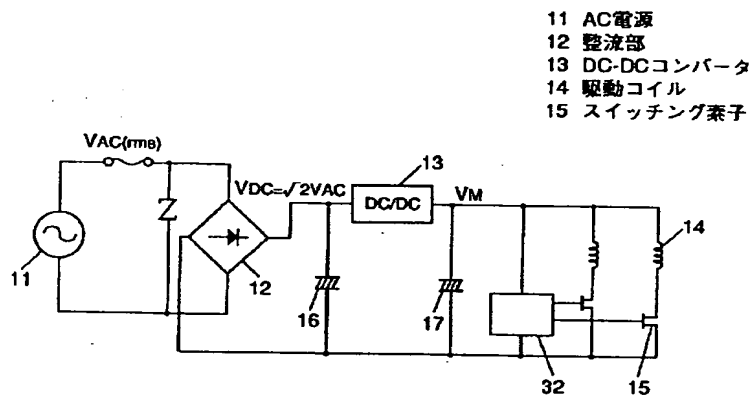 11 AC電源
12 整流部
13 DC-DCコンバータ
14 駆動コイル
15 スイッチング素子
VAC(rms)
13
VDC=√2VAC
DC/DC
VM
14
11
12
16
17
32
15